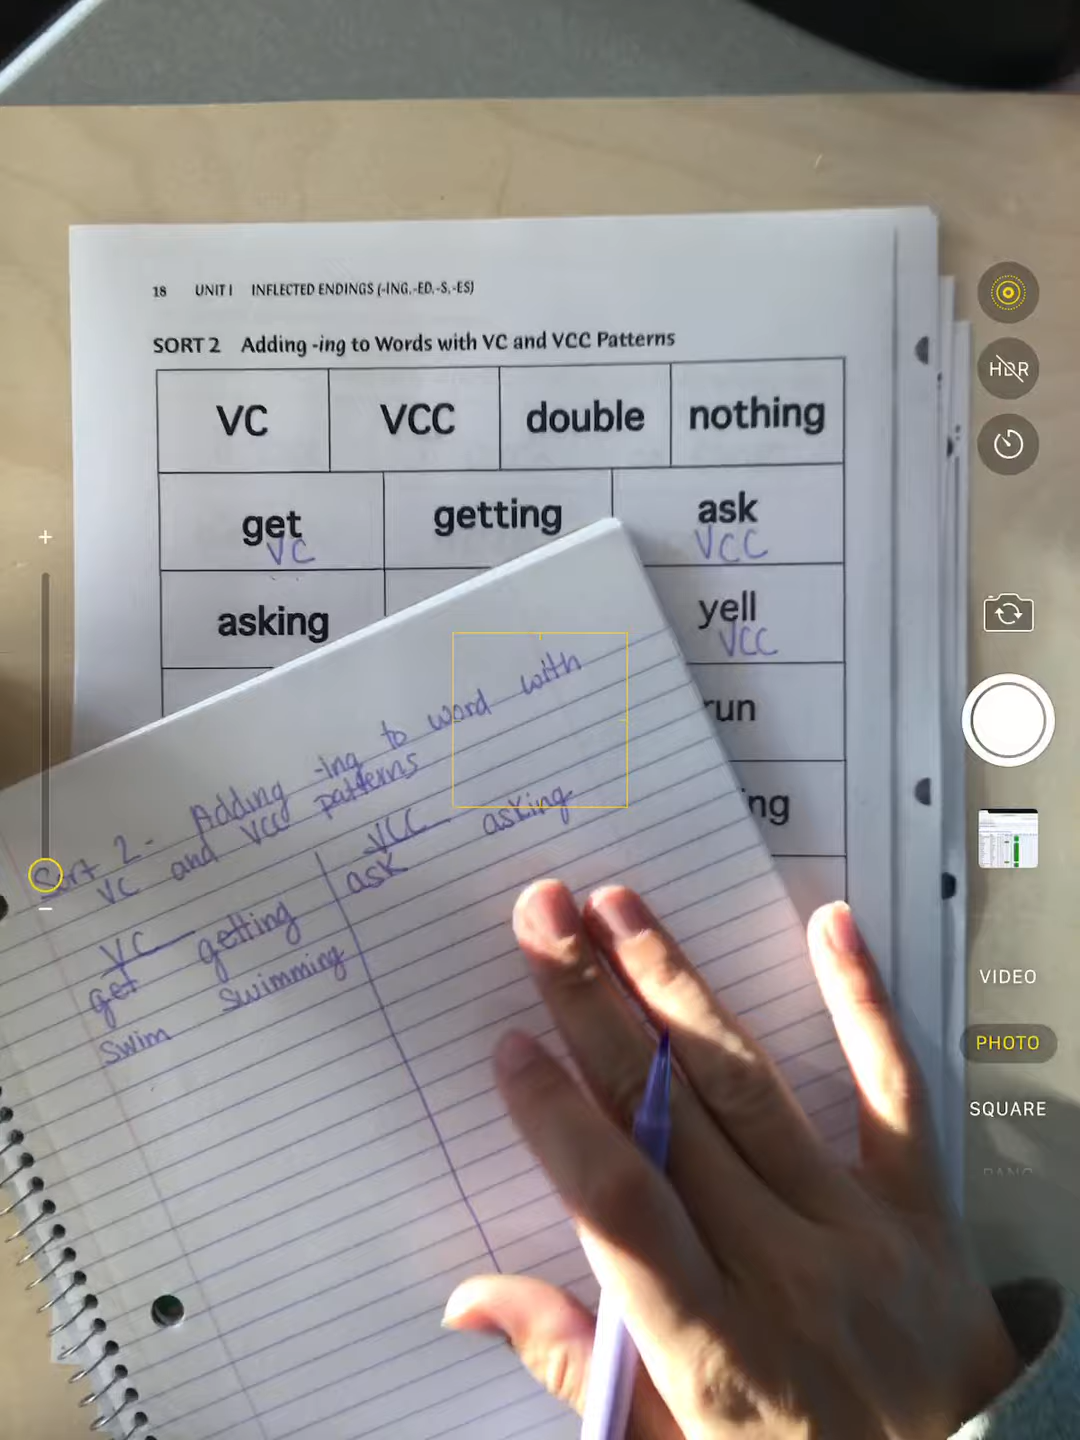 18 UNIT I INFLECTED ENDINGS (-ING, -ED, -S, -ES)
SORT 2 Adding -ing to Words with VC and VCC Patterns
VC VCC double nothing
get getting ask
VC VCC
asking yell
VCC
run
ing
Sort 2 - Adding -ing to word with
VC and VCC patterns
VC VCC
get getting ask asking
swim swimming
HDR
VIDEO
PHOTO
SQUARE